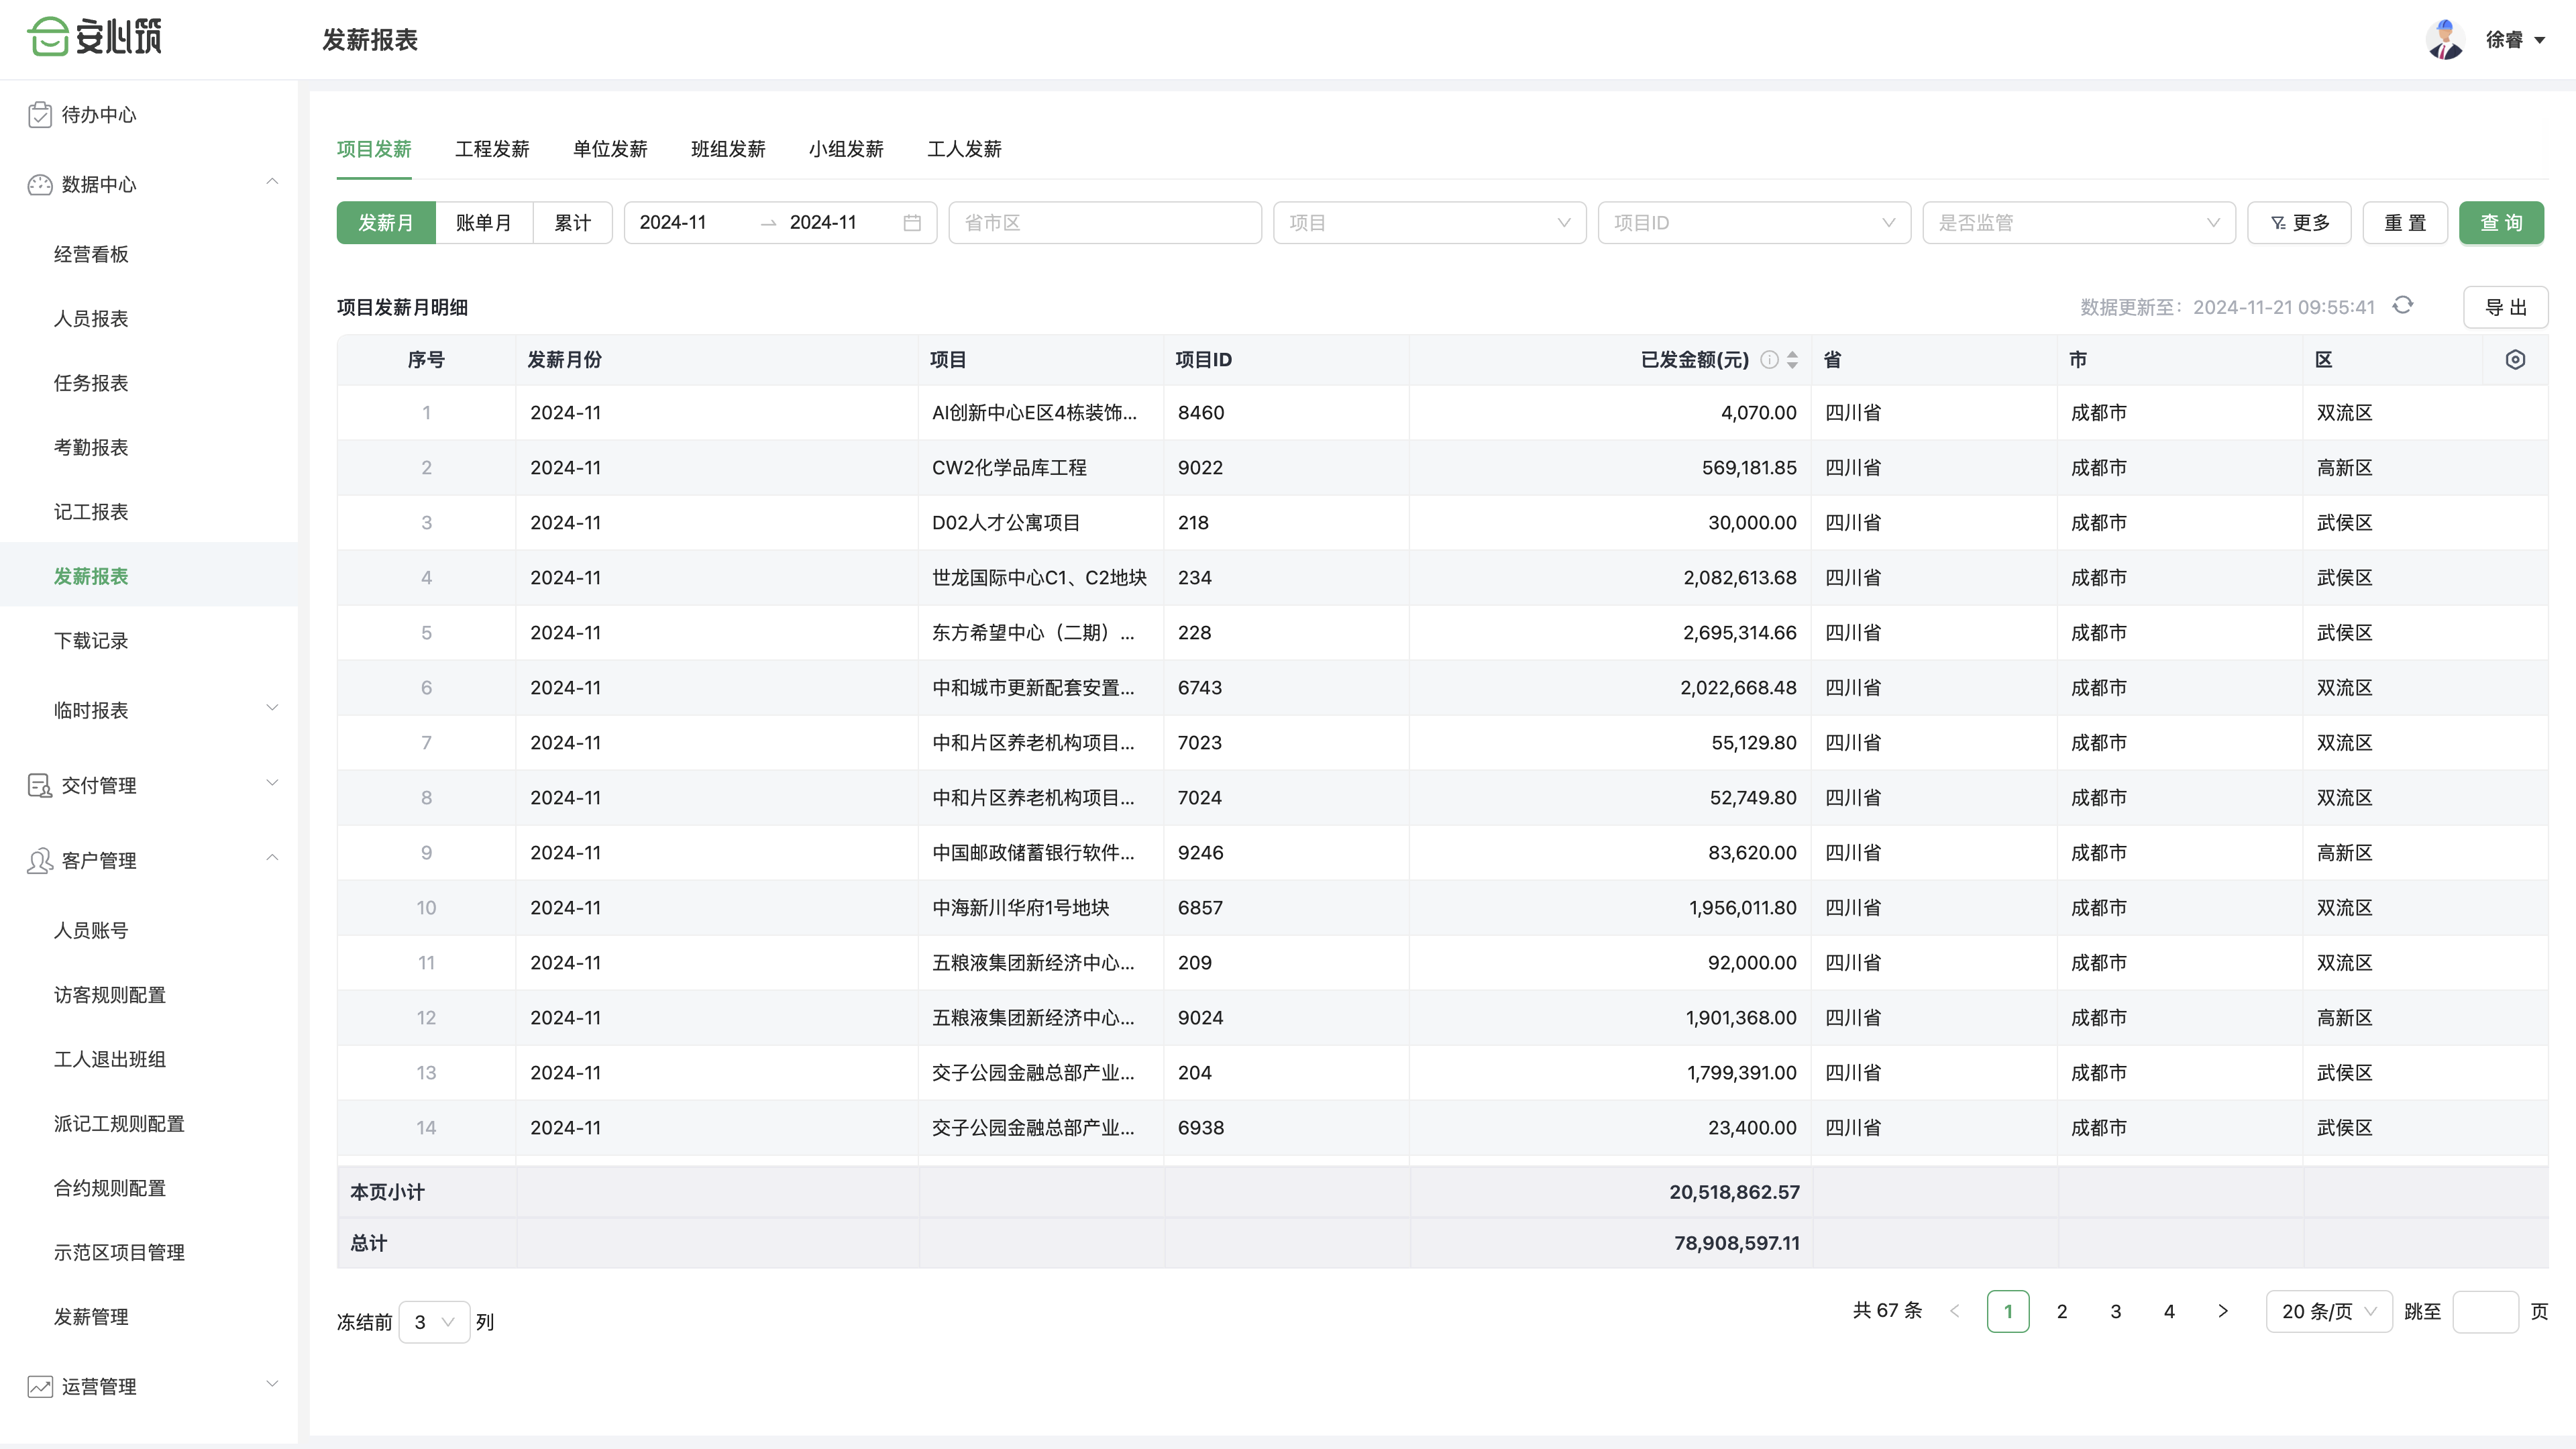 安心筑
发薪报表
徐睿
待办中心
数据中心
经营看板
人员报表
任务报表
考勤报表
记工报表
发薪报表
下载记录
临时报表
交付管理
客户管理
人员账号
访客规则配置
工人退出班组
派记工规则配置
合约规则配置
示范区项目管理
发薪管理
运营管理
项目发薪 工程发薪 单位发薪 班组发薪 小组发薪 工人发薪
发薪月 账单月 累计 2024-11 → 2024-11 省市区 项目 项目ID 是否监管 更多 重 置 查 询
项目发薪月明细 数据更新至：2024-11-21 09:55:41 导 出
序号 发薪月份 项目 项目ID 已发金额(元) 省 市 区
1 2024-11 AI创新中心E区4栋装饰... 8460 4,070.00 四川省 成都市 双流区
2 2024-11 CW2化学品库工程 9022 569,181.85 四川省 成都市 高新区
3 2024-11 D02人才公寓项目 218 30,000.00 四川省 成都市 武侯区
4 2024-11 世龙国际中心C1、C2地块 234 2,082,613.68 四川省 成都市 武侯区
5 2024-11 东方希望中心（二期）... 228 2,695,314.66 四川省 成都市 武侯区
6 2024-11 中和城市更新配套安置... 6743 2,022,668.48 四川省 成都市 双流区
7 2024-11 中和片区养老机构项目... 7023 55,129.80 四川省 成都市 双流区
8 2024-11 中和片区养老机构项目... 7024 52,749.80 四川省 成都市 双流区
9 2024-11 中国邮政储蓄银行软件... 9246 83,620.00 四川省 成都市 高新区
10 2024-11 中海新川华府1号地块 6857 1,956,011.80 四川省 成都市 双流区
11 2024-11 五粮液集团新经济中心... 209 92,000.00 四川省 成都市 双流区
12 2024-11 五粮液集团新经济中心... 9024 1,901,368.00 四川省 成都市 高新区
13 2024-11 交子公园金融总部产业... 204 1,799,391.00 四川省 成都市 武侯区
14 2024-11 交子公园金融总部产业... 6938 23,400.00 四川省 成都市 武侯区
本页小计 20,518,862.57
总计 78,908,597.11
冻结前 3 列 共 67 条 < 1 2 3 4 > 20 条/页 跳至 页